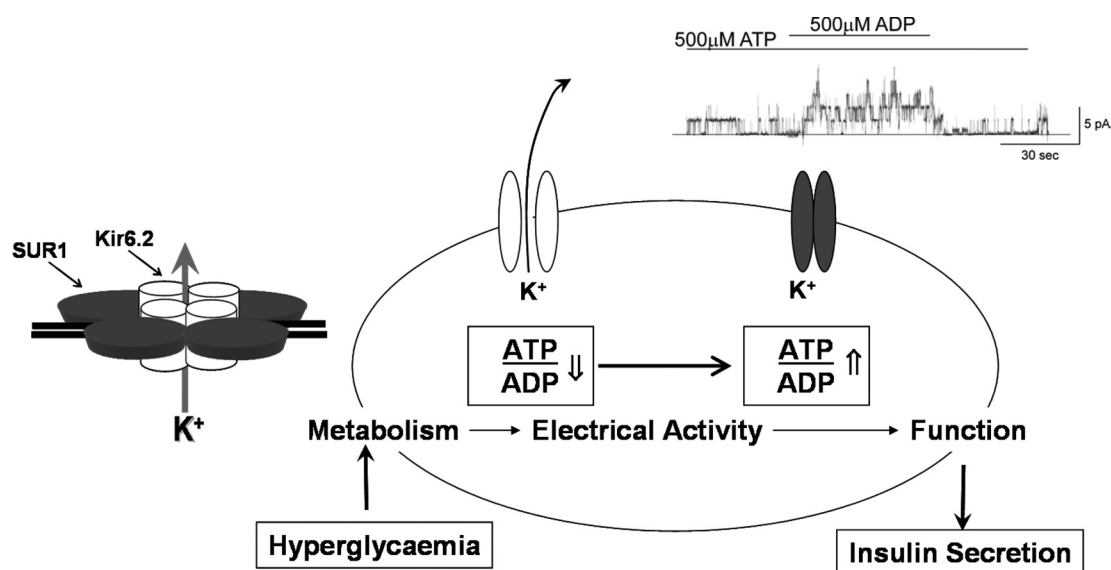 500μM ADP
500μM ATP
5 pA
30 sec
Kir6.2
SUR1
K⁺
K⁺
ATP
ADP ⇓
ATP
ADP ⇑
K⁺
Metabolism → Electrical Activity → Function
Hyperglycaemia
Insulin Secretion